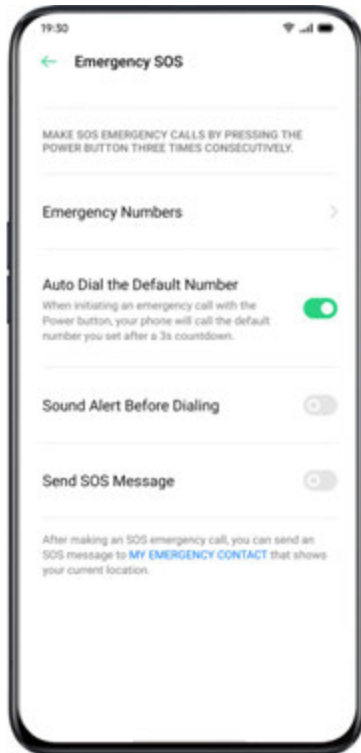 19:50
Emergency SOS
MAKE SOS EMERGENCY CALLS BY PRESSING THE
POWER BUTTON THREE TIMES CONSECUTIVELY.
Emergency Numbers
Auto Dial the Default Number
When initiating an emergency call with the
Power button, your phone will call the default
number you set after a 3s countdown.
Sound Alert Before Dialing
Send SOS Message
After making an SOS emergency call, you can send an
SOS message to MY EMERGENCY CONTACT that shows
your current location.